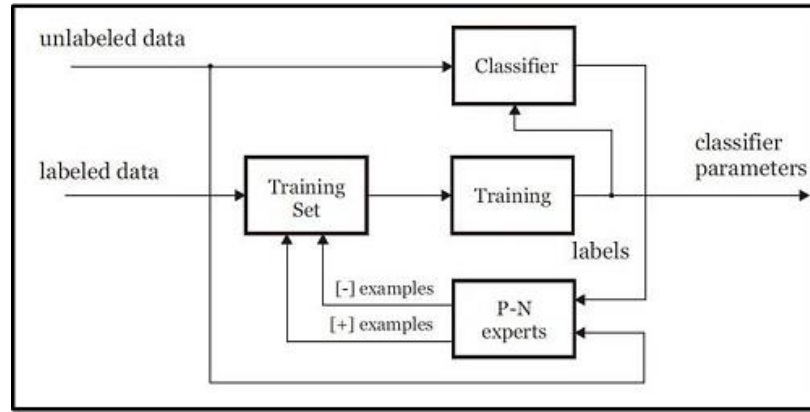 unlabeled data
Classifier
labeled data
Training
Set
Training
classifier
parameters
labels
[-] examples
[+] examples
P-N
experts